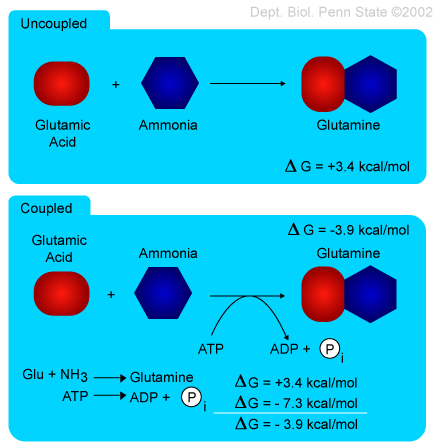 Dept. Biol. Penn State ©2002
Uncoupled
+
Glutamic
Acid
Ammonia
Glutamine
Δ G = +3.4 kcal/mol
Coupled
Δ G = -3.9 kcal/mol
Glutamic
Acid
Ammonia
Glutamine
+
ATP
ADP + P i
Glu + NH3 → Glutamine
ATP → ADP + P i
ΔG = +3.4 kcal/mol
ΔG = - 7.3 kcal/mol
ΔG = - 3.9 kcal/mol